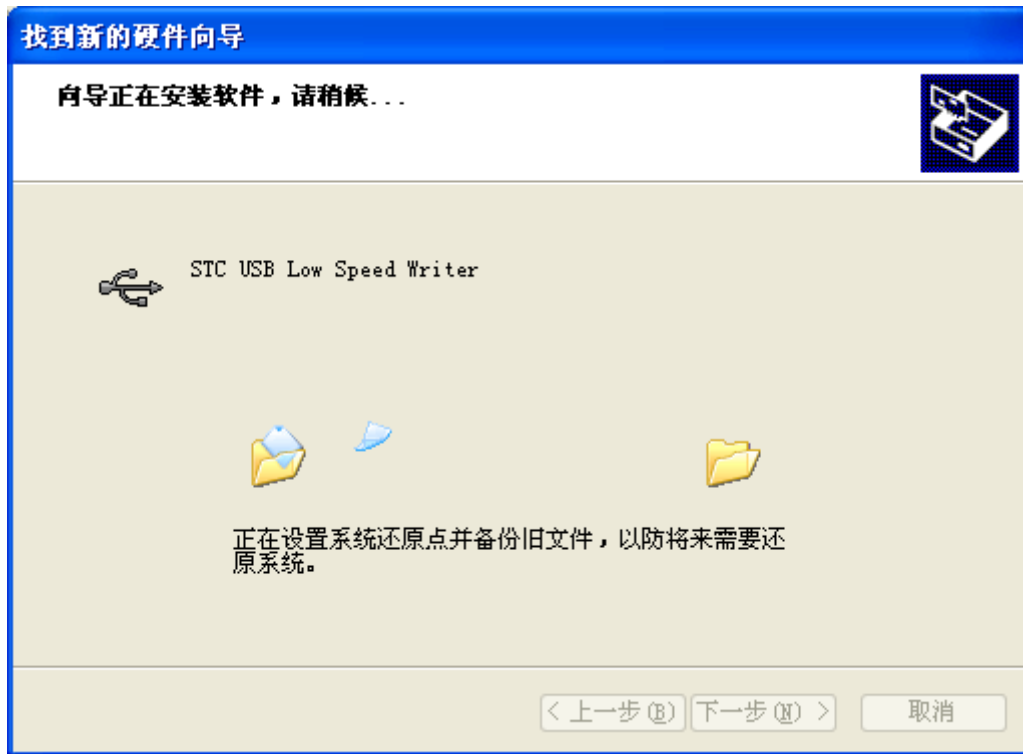 找到新的硬件向导
向导正在安装软件，请稍候...
STC USB Low Speed Writer
正在设置系统还原点并备份旧文件，以防将来需要还
原系统。
< 上一步(B) 下一步(N) > 取消